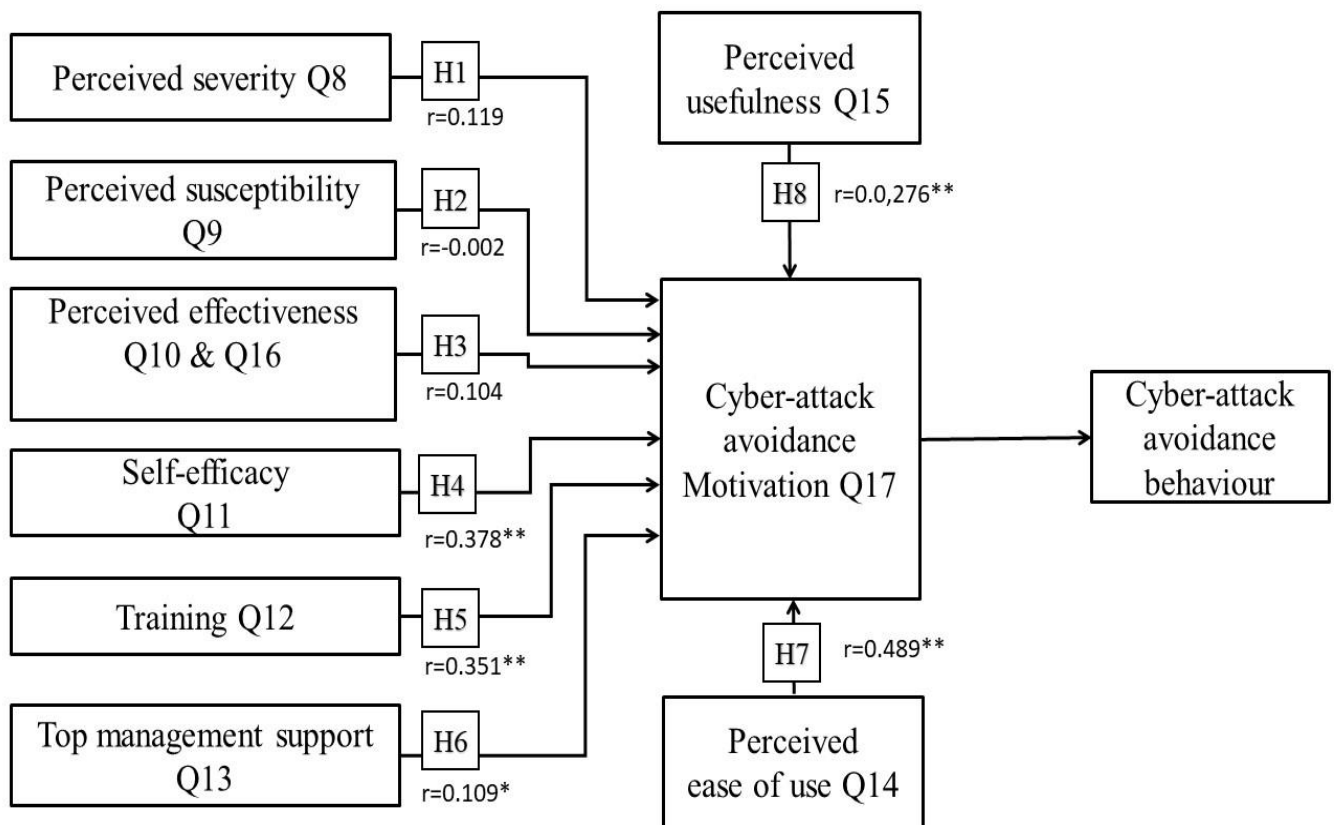 Perceived severity Q8
H1
r=0.119
Perceived susceptibility
Q9
H2
r=-0.002
Perceived effectiveness
Q10 & Q16
H3
r=0.104
Self-efficacy
Q11
H4
r=0.378**
Training Q12
H5
r=0.351**
Top management support
Q13
H6
r=0.109*
Perceived
usefulness Q15
H8
r=0.0,276**
Cyber-attack
avoidance
Motivation Q17
H7
r=0.489**
Perceived
ease of use Q14
Cyber-attack
avoidance
behaviour